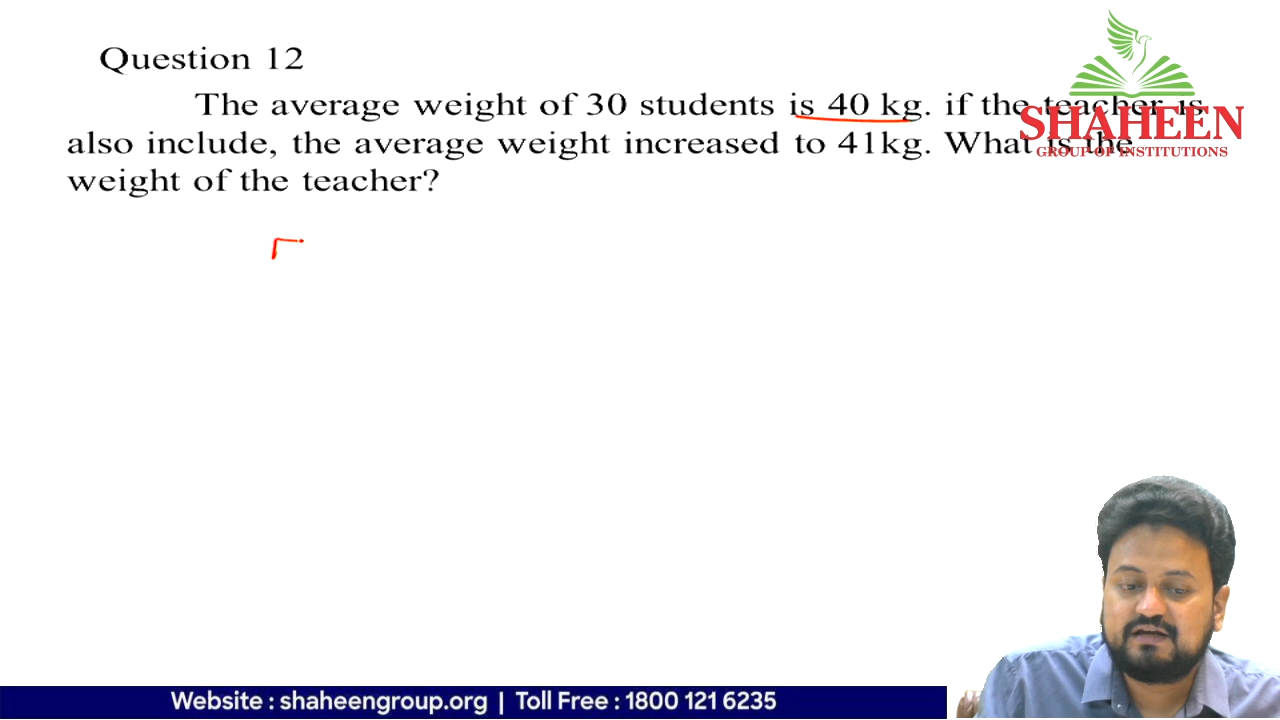 Question 12
The average weight of 30 students is 40 kg. if the teacher is
also include, the average weight increased to 41kg. What is the
weight of the teacher?
SHAHEEN
GROUP OF INSTITUTIONS
Website : shaheengroup.org | Toll Free : 1800 121 6235